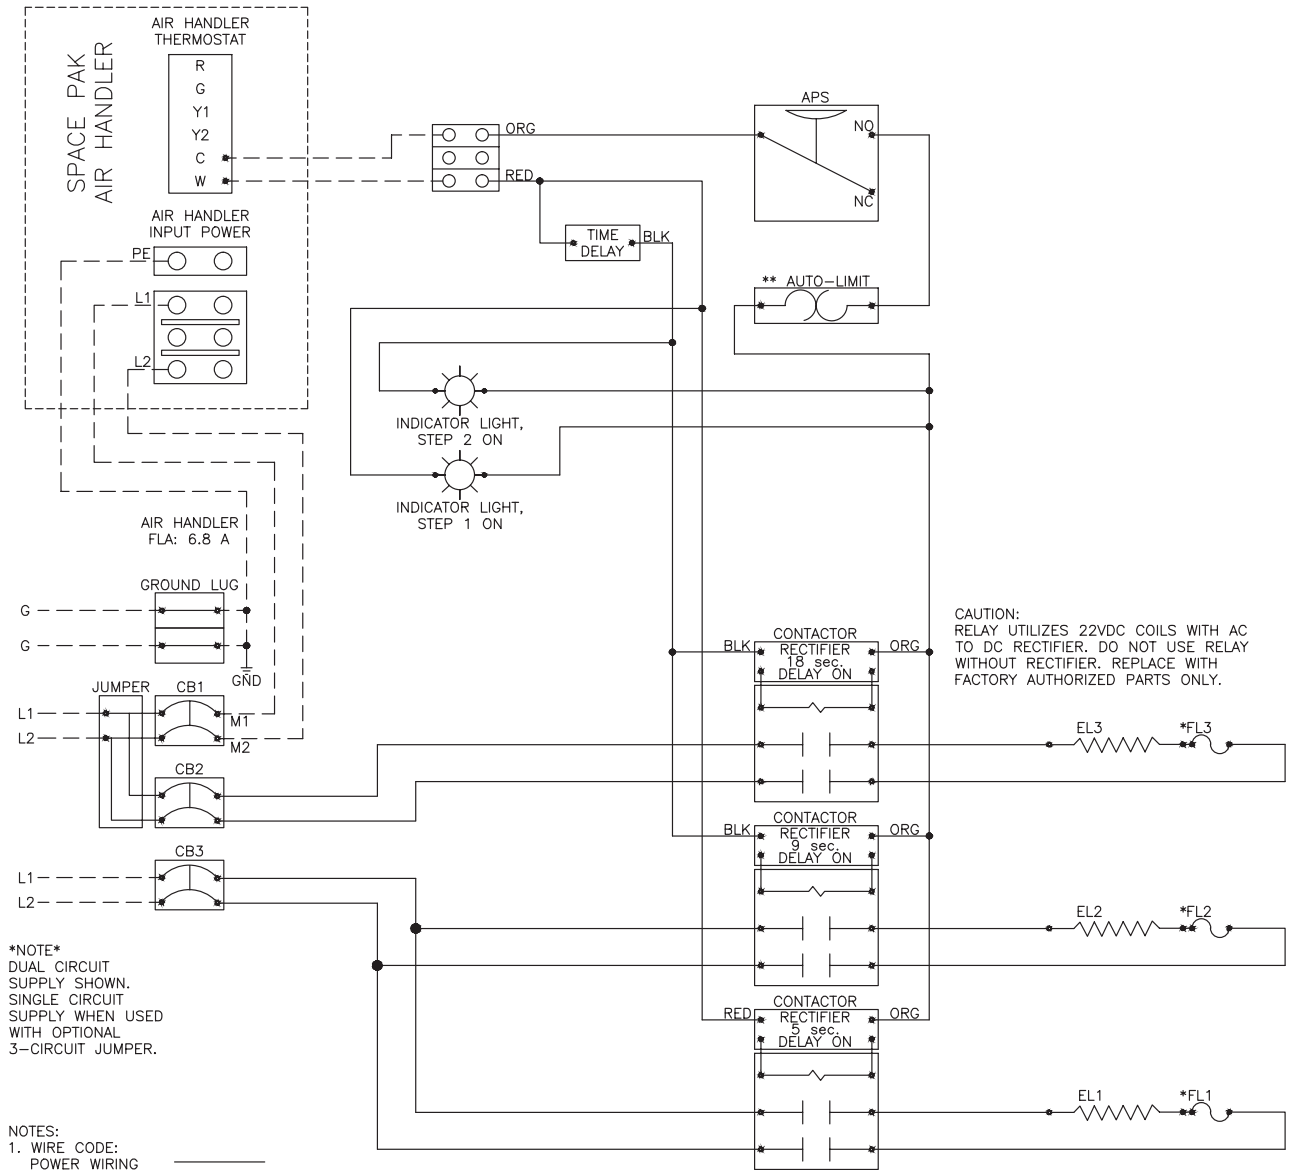 AIR HANDLER
THERMOSTAT
SPACE PAK
AIR HANDLER
R
G
Y1
Y2
C
W
AIR HANDLER
INPUT POWER
PE
L1
L2
ORG
RED
TIME
DELAY
BLK
APS
NO
NC
** AUTO-LIMIT
INDICATOR LIGHT,
STEP 2 ON
INDICATOR LIGHT,
STEP 1 ON
AIR HANDLER
FLA: 6.8 A
GROUND LUG
G
G
GND
JUMPER
CB1
L1
L2
M1
M2
CB2
CB3
L1
L2
CONTACTOR
BLK
RECTIFIER
ORG
18 sec.
DELAY ON
CAUTION:
RELAY UTILIZES 22VDC COILS WITH AC
TO DC RECTIFIER. DO NOT USE RELAY
WITHOUT RECTIFIER. REPLACE WITH
FACTORY AUTHORIZED PARTS ONLY.
EL3
*FL3
CONTACTOR
BLK
RECTIFIER
ORG
9 sec.
DELAY ON
EL2
*FL2
CONTACTOR
RED
RECTIFIER
ORG
5 sec.
DELAY ON
EL1
*FL1
*NOTE*
DUAL CIRCUIT
SUPPLY SHOWN.
SINGLE CIRCUIT
SUPPLY WHEN USED
WITH OPTIONAL
3-CIRCUIT JUMPER.
NOTES:
1. WIRE CODE:
POWER WIRING